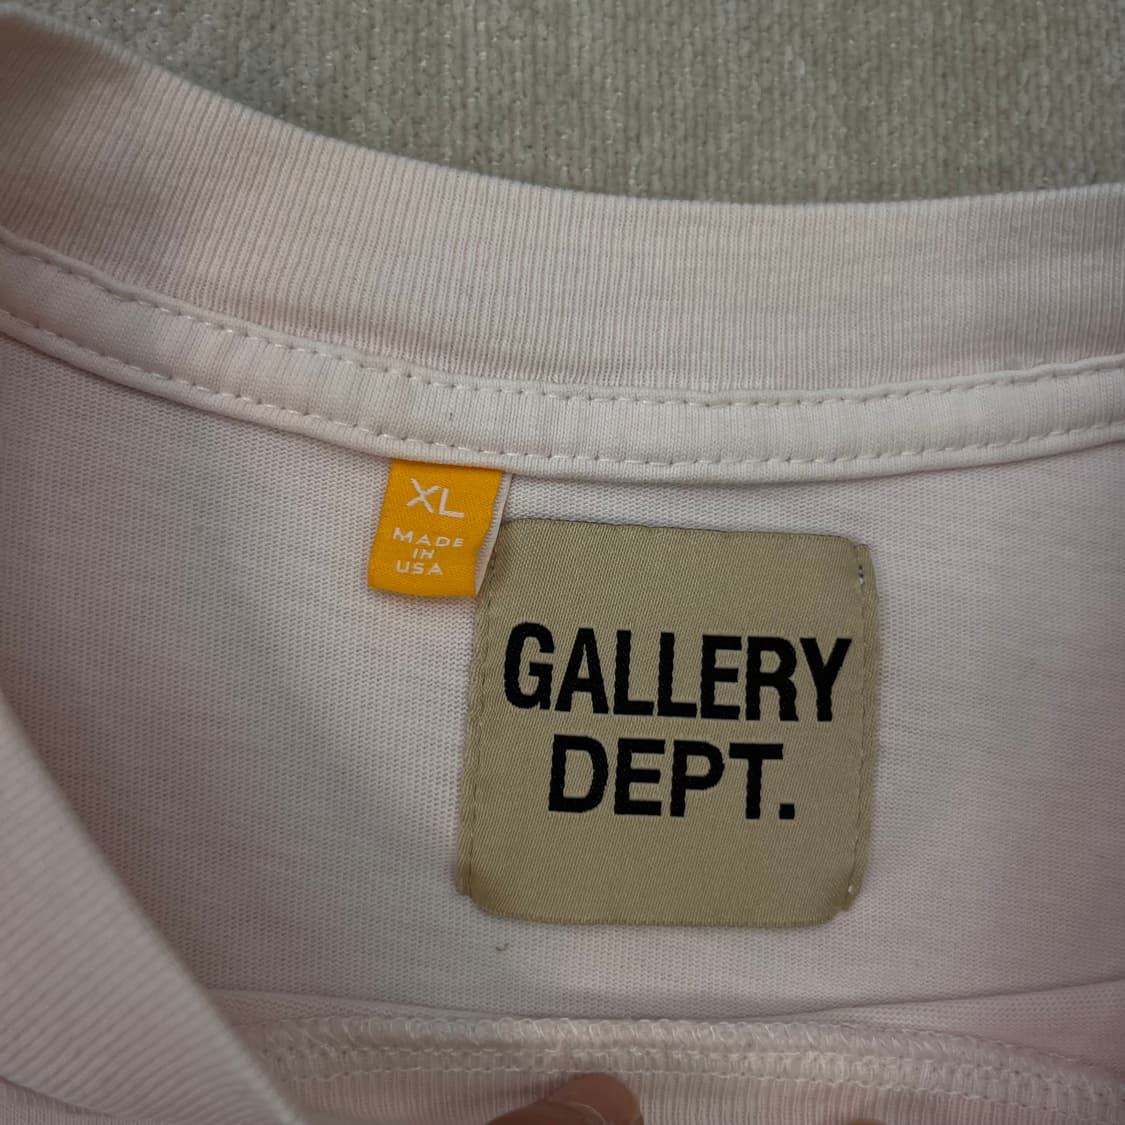 XL
MADE
IN
USA
GALLERY
DEPT.